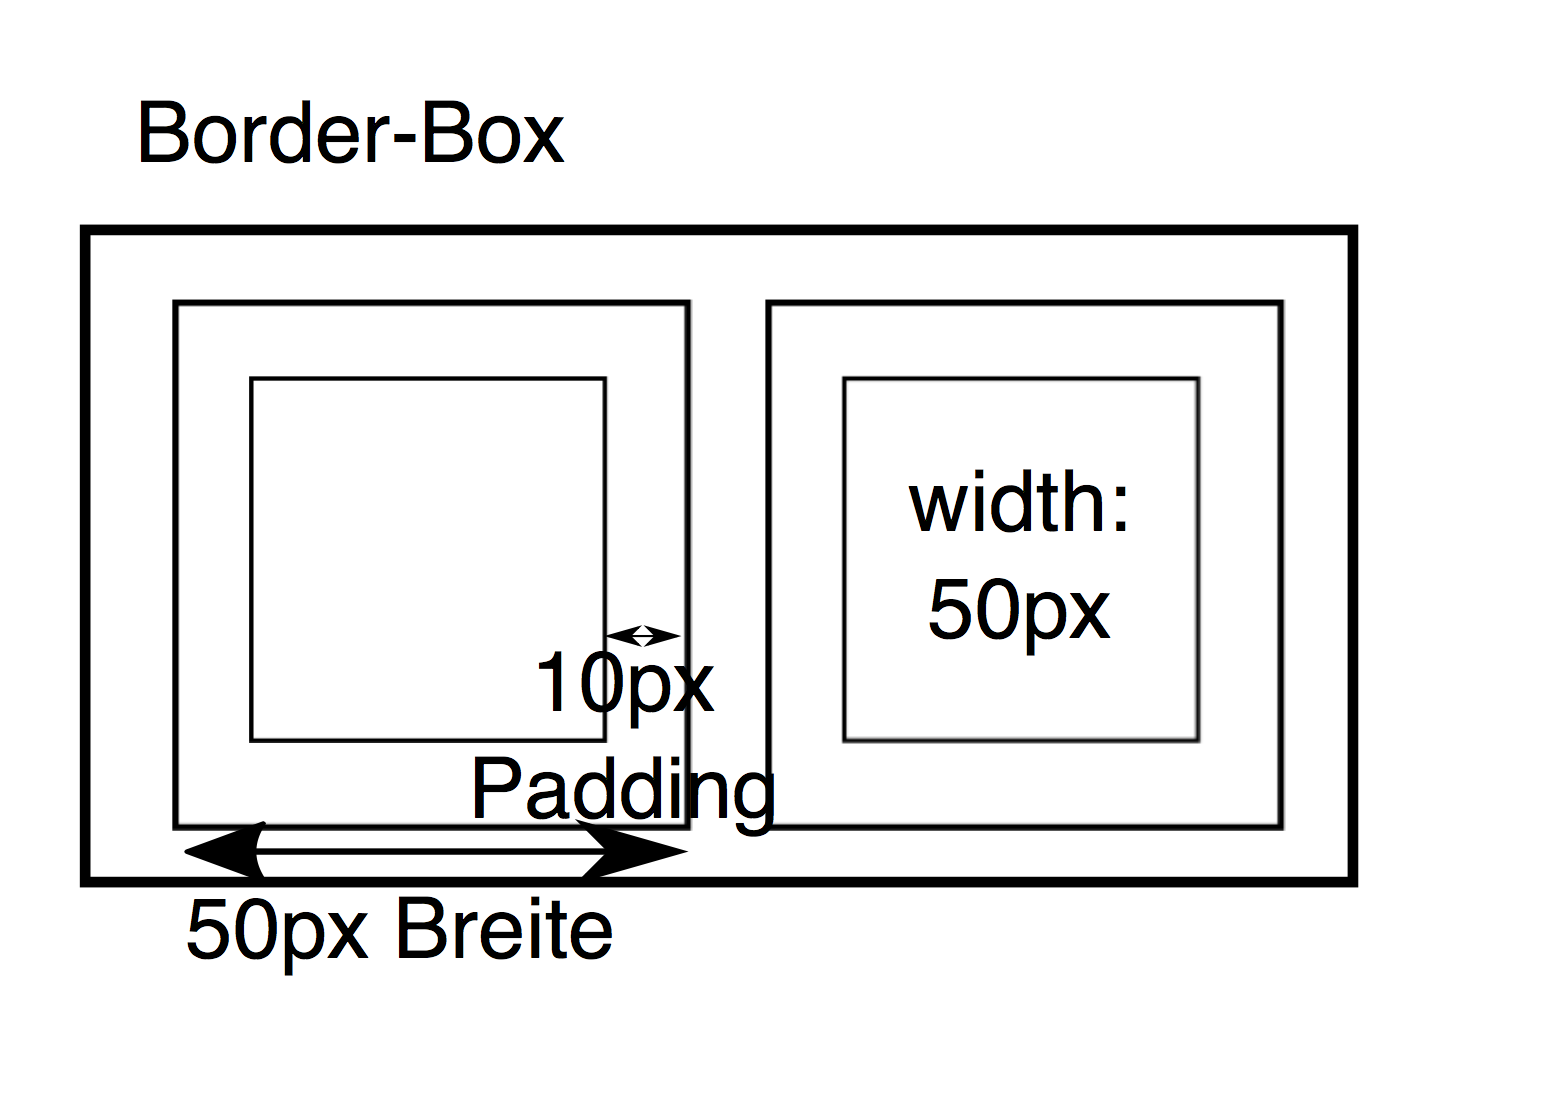 Border-Box
width:
50px
10px
Padding
50px Breite